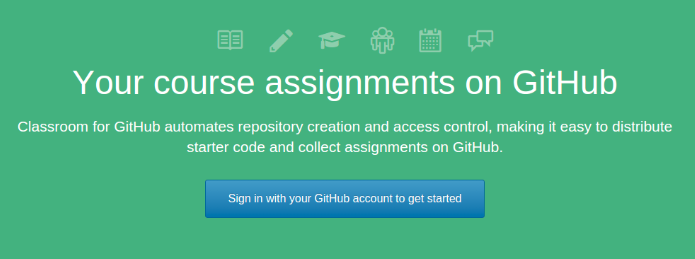 Your course assignments on GitHub
Classroom for GitHub automates repository creation and access control, making it easy to distribute
starter code and collect assignments on GitHub.
Sign in with your GitHub account to get started